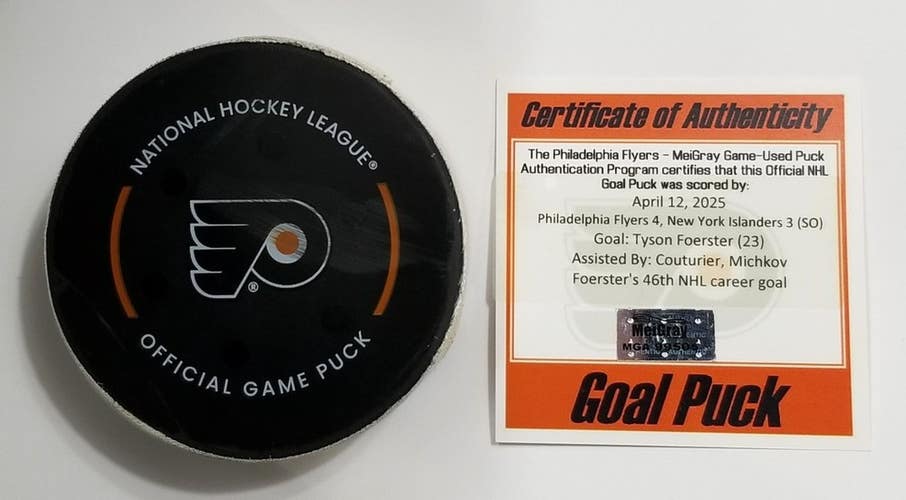 NATIONAL HOCKEY LEAGUE®
®
OFFICIAL GAME PUCK
Certificate of Authenticity
The Philadelphia Flyers - MeiGray Game-Used Puck
Authentication Program certifies that this Official NHL
Goal Puck was scored by:
April 12, 2025
Philadelphia Flyers 4, New York Islanders 3 (SO)
Goal: Tyson Foerster (23)
Assisted By: Couturier, Michkov
Foerster's 46th NHL career goal
MeiGray
MGA
Goal Puck